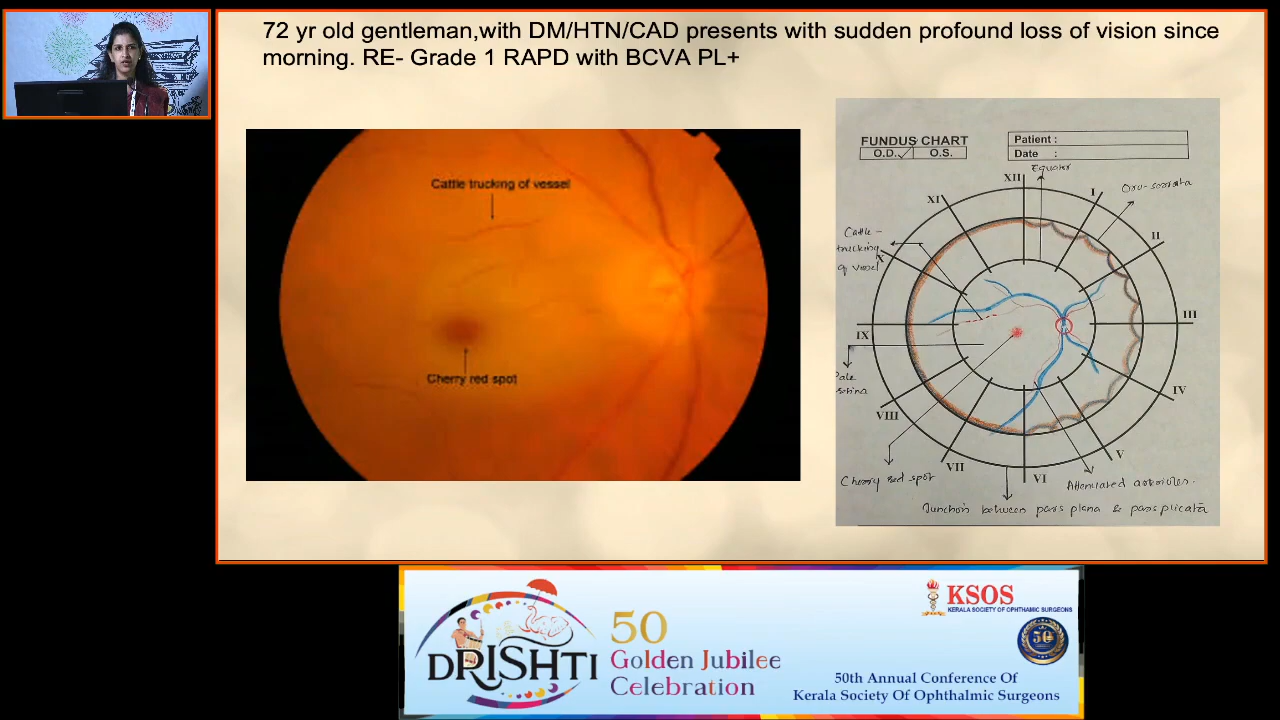 72 yr old gentleman,with DM/HTN/CAD presents with sudden profound loss of vision since
morning. RE- Grade 1 RAPD with BCVA PL+
Cattle trucking of vessel
Cherry red spot
FUNDUS CHART
O.D. O.S.
Patient :
Date :
XII
Equator
I
Ora-serrata
XI
II
Cattle-
trucking
of vessel
X
III
IX
Pale
retina
IV
VIII
V
VII
VI
Cherry red spot
Attenuated arterioles.
Junction between pars plana & pars plicata
DRISHTI
50
Golden Jubilee
Celebration
KSOS
KERALA SOCIETY OF OPHTHAMIC SURGEONS
50
50th Annual Conference Of
Kerala Society Of Ophthalmic Surgeons